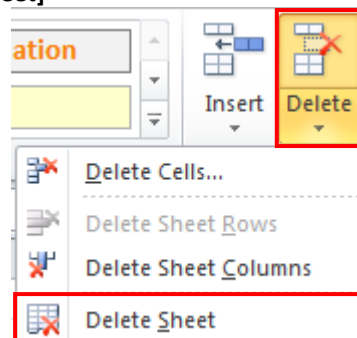 ation
Insert Delete
Delete Cells...
Delete Sheet Rows
Delete Sheet Columns
Delete Sheet